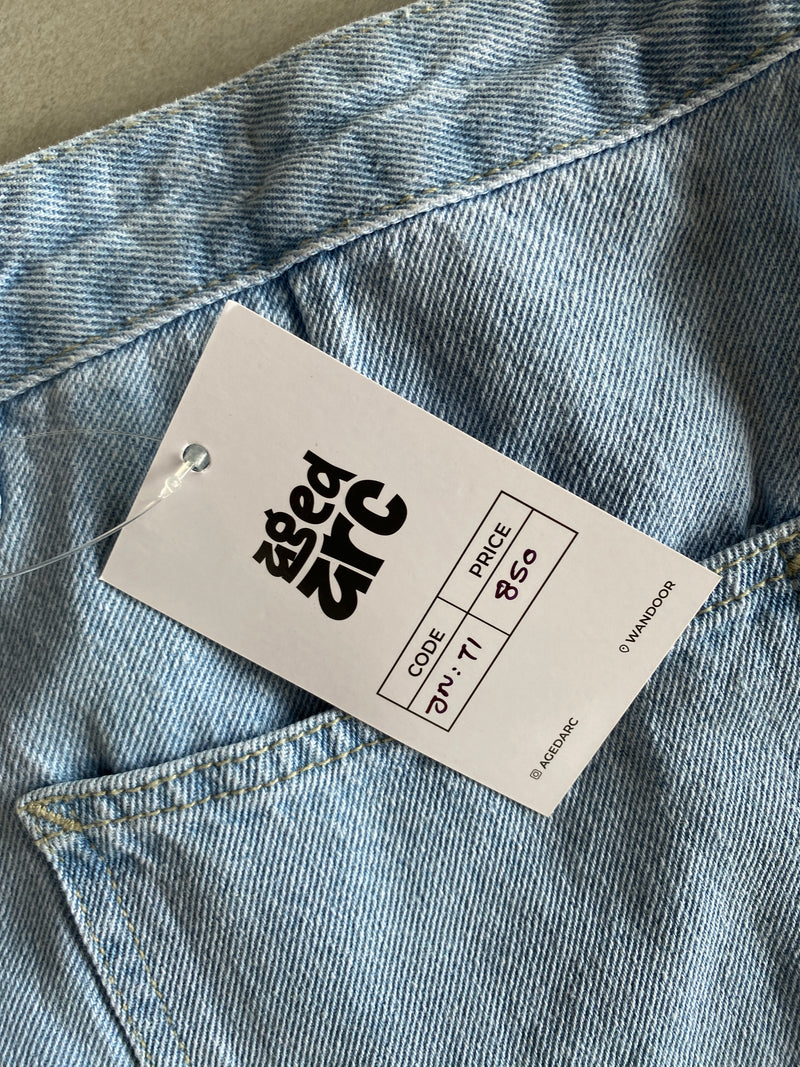 aged
arc
CODE PRICE
JN: T1 850
AGEDARC
WANDOOR